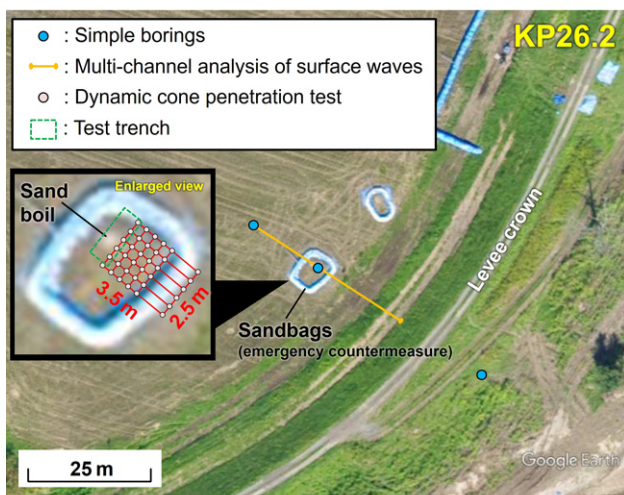 KP26.2
: Simple borings
: Multi-channel analysis of surface waves
: Dynamic cone penetration test
: Test trench
Enlarged view
Sand
boil
3.5 m
2.5 m
Sandbags
(emergency countermeasure)
Levee crown
25 m
Google Earth